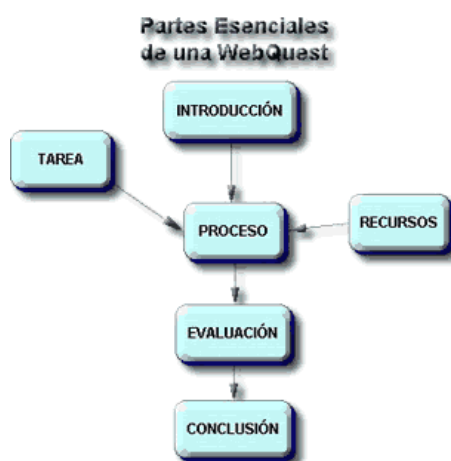 Partes Esenciales
de una WebQuest
INTRODUCCIÓN
TAREA
PROCESO
RECURSOS
EVALUACIÓN
CONCLUSIÓN